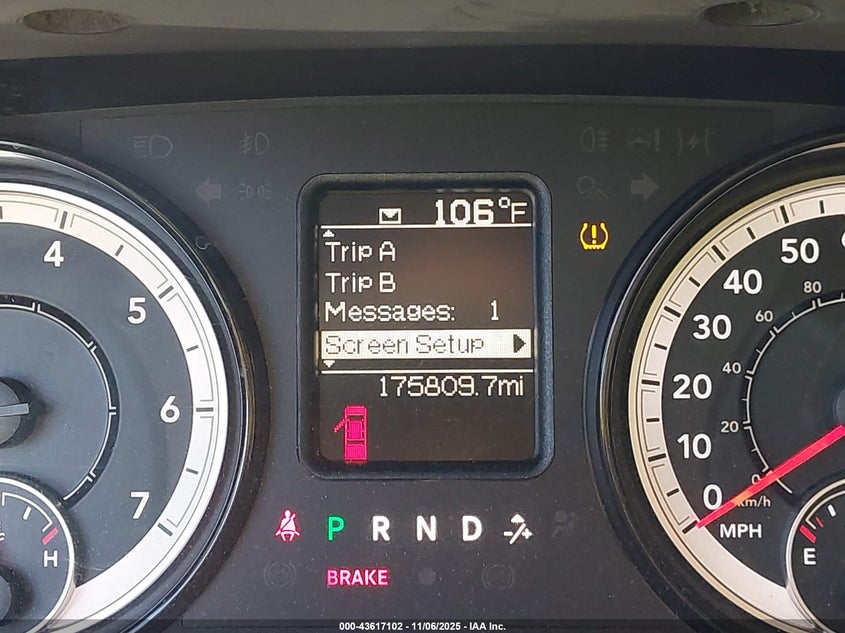 106°F
Trip A
Trip B
Messages: 1
Screen Setup
175809.7mi
4
5
6
7
H
50
40
30
20
10
0
MPH
80
60
40
20
0
km/h
E
P R N D
BRAKE
000-43617102 - 11/06/2025 - IAA Inc.